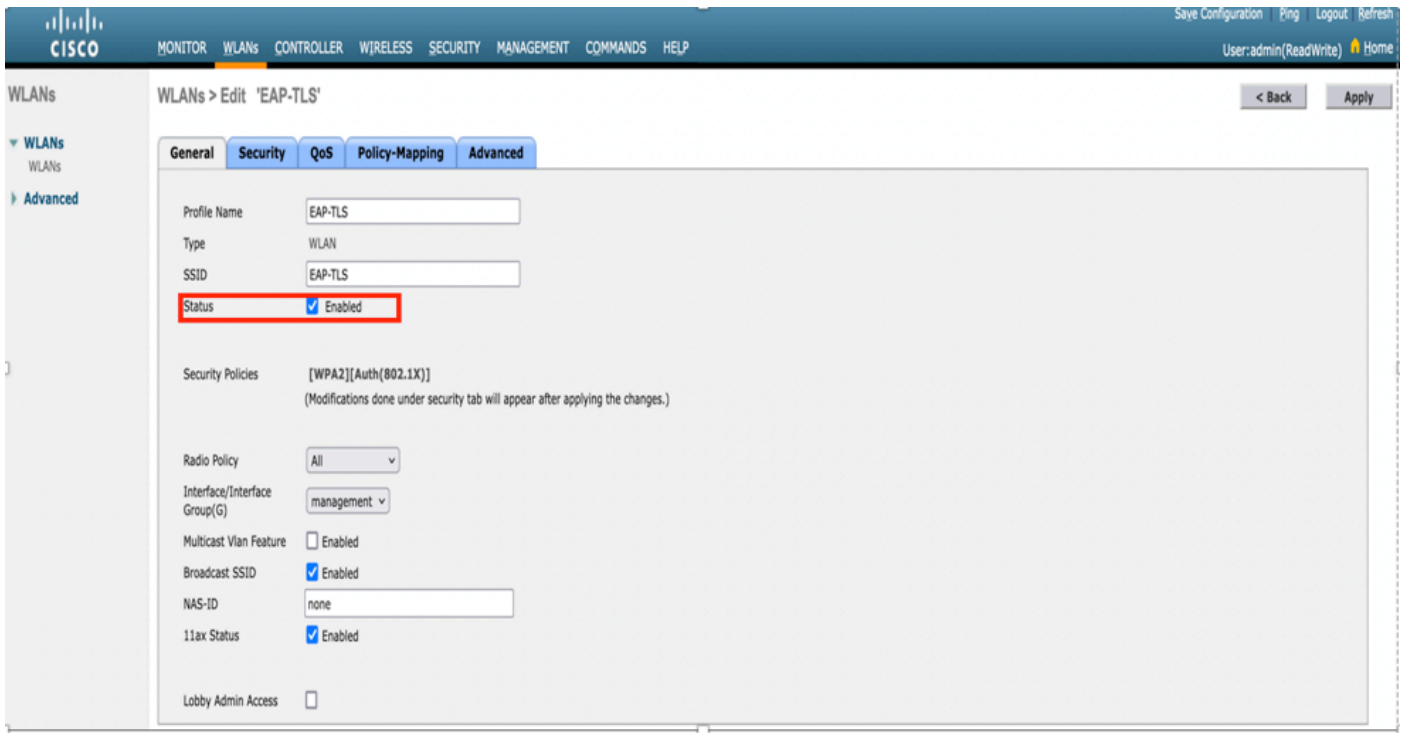 Save Configuration Ping Logout Refresh
CISCO MONITOR WLANs CONTROLLER WIRELESS SECURITY MANAGEMENT COMMANDS HELP User:admin(ReadWrite) Home
WLANs WLANs > Edit 'EAP-TLS' < Back Apply
WLANs
WLANs
Advanced
General Security QoS Policy-Mapping Advanced
Profile Name EAP-TLS
Type WLAN
SSID EAP-TLS
Status Enabled
Security Policies [WPA2][Auth(802.1X)]
(Modifications done under security tab will appear after applying the changes.)
Radio Policy All
Interface/Interface
Group(G) management
Multicast Vlan Feature Enabled
Broadcast SSID Enabled
NAS-ID none
11ax Status Enabled
Lobby Admin Access